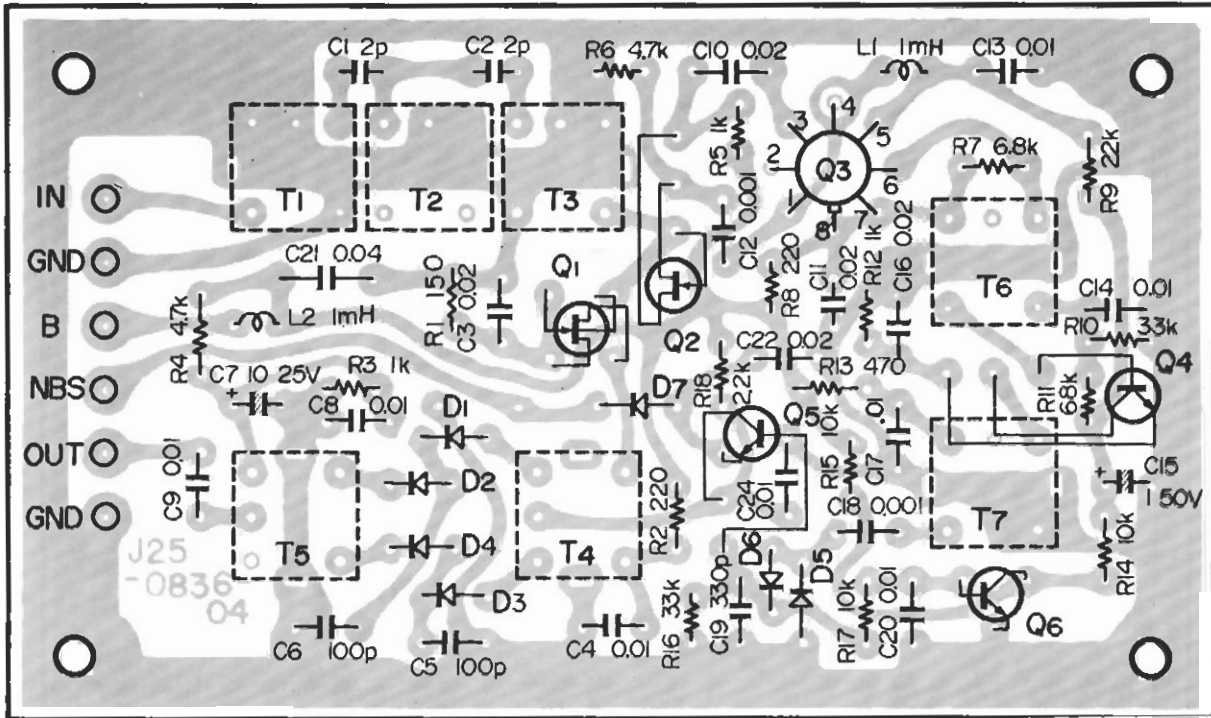 C1 2p
C2 2p
R6 4.7k
C10 0.02
L1 1mH
C13 0.01
R5 1k
3
4
5
2
Q3
6
1
8
7
R7 6.8k
R9 22k
IN
T1
T2
T3
C12 0.001
GND
C21 0.04
Q1
R1 150
C3 0.02
R8 220
C11 0.02
R12 1k
C16 0.02
T6
C14 0.01
B
R4 4.7k
L2 1mH
Q2
R10 33k
C22 0.02
NBS
C7 10 25V
+
R3 1k
C8 0.01
D7
R18 2.2k
R13 470
R11 68k
Q4
OUT
D1
Q5
R15 10k
C17 .01
C9 0.01
D2
C24 0.01
C15
1 50V
+
GND
T5
D4
T4
R2 220
C18 0.001
T7
J25
-0836
04
D3
D6
D5
R14 10k
C6 100p
C5 100p
C4 0.01
R16 33k
C19 330p
R17 10k
C20 0.01
Q6